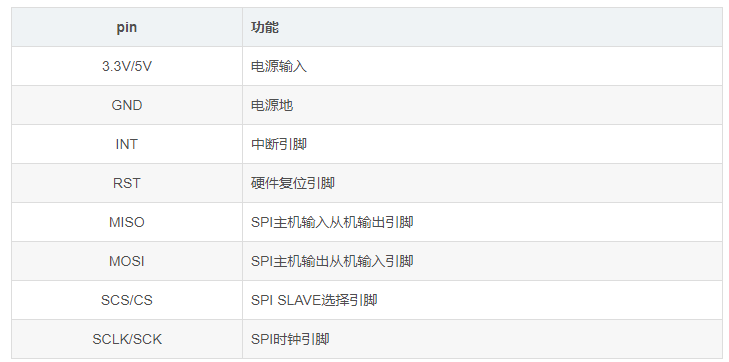 pin 功能
3.3V/5V 电源输入
GND 电源地
INT 中断引脚
RST 硬件复位引脚
MISO SPI主机输入从机输出引脚
MOSI SPI主机输出从机输入引脚
SCS/CS SPI SLAVE选择引脚
SCLK/SCK SPI时钟引脚